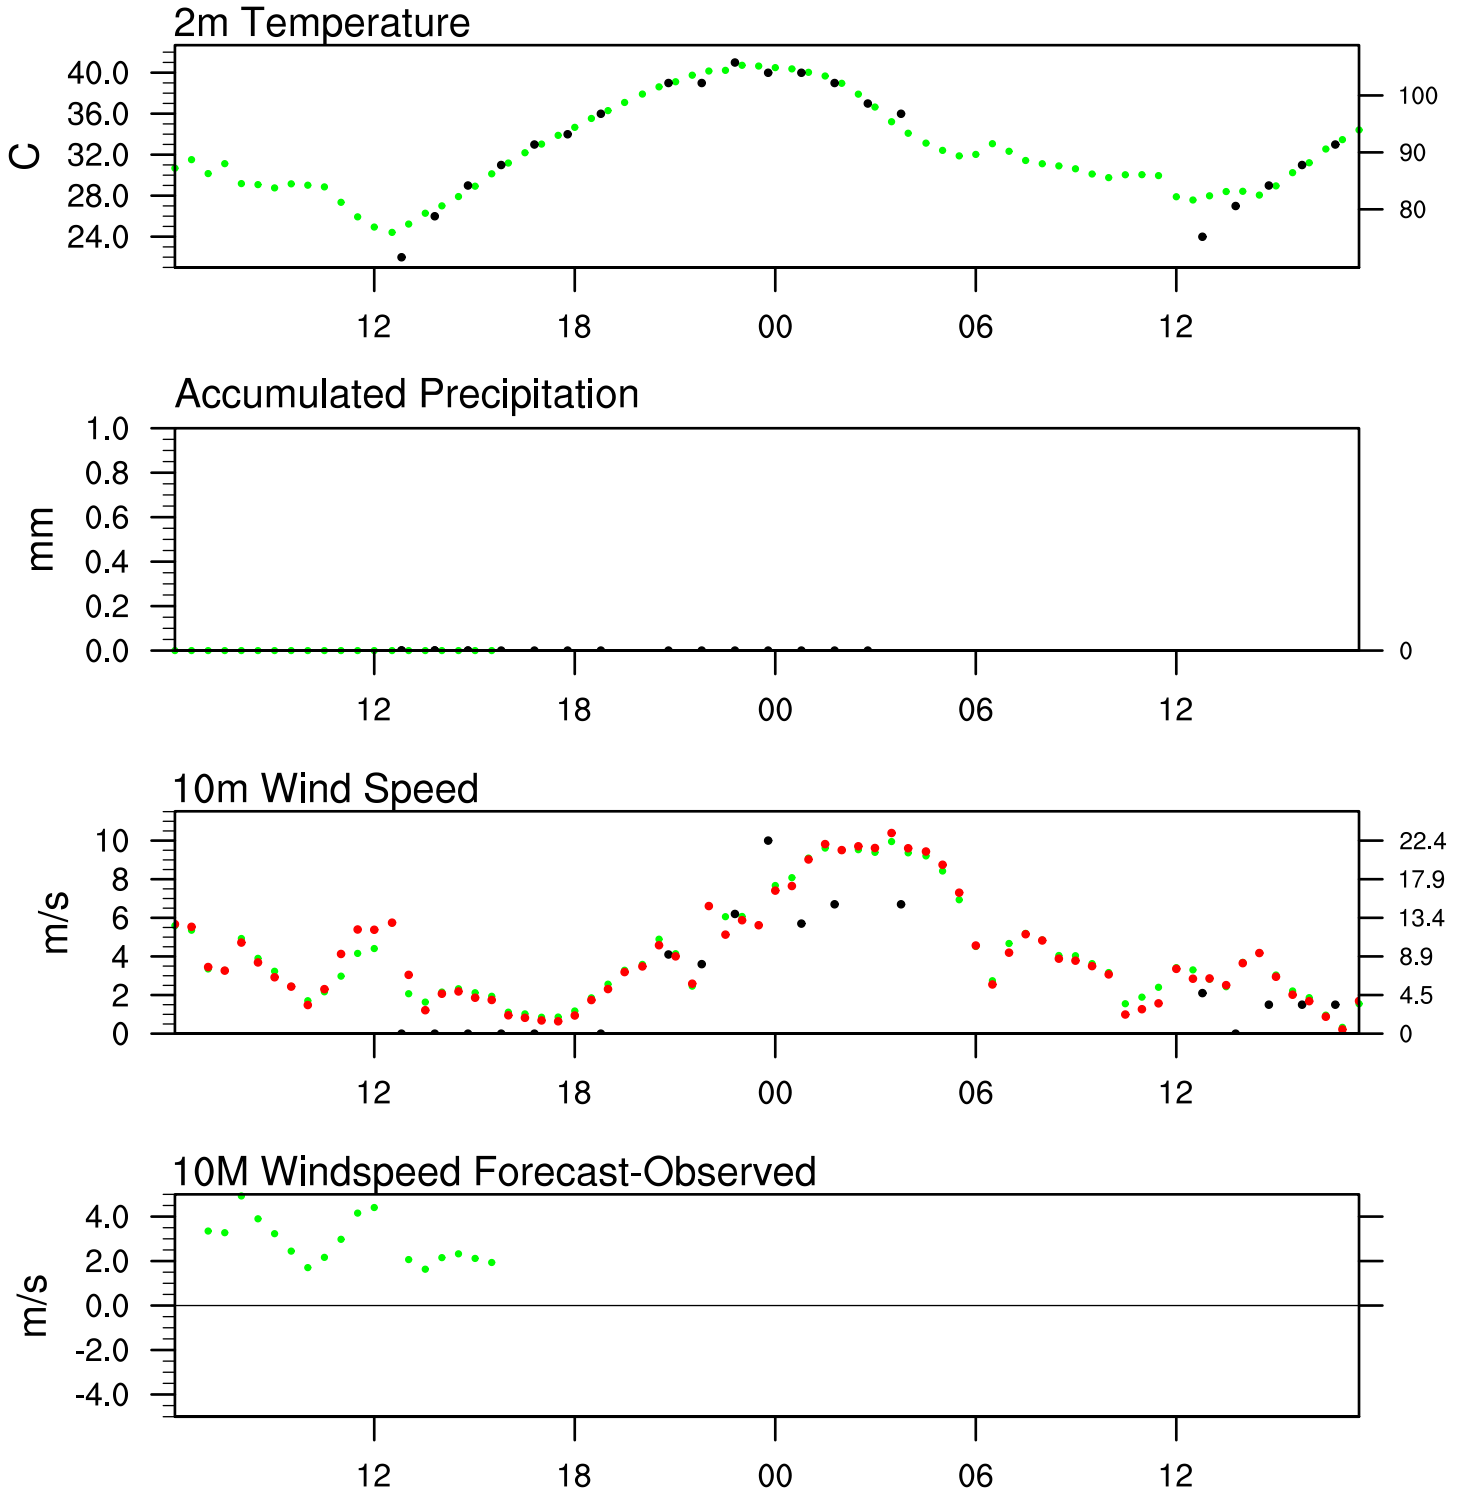 2m Temperature
40.0
36.0
32.0
28.0
24.0
C
100
90
80
12 18 00 06 12
Accumulated Precipitation
1.0
0.8
0.6
0.4
0.2
0.0
mm
0
12 18 00 06 12
10m Wind Speed
10
8
6
4
2
0
m/s
22.4
17.9
13.4
8.9
4.5
0
12 18 00 06 12
10M Windspeed Forecast-Observed
4.0
2.0
0.0
-2.0
-4.0
m/s
12 18 00 06 12